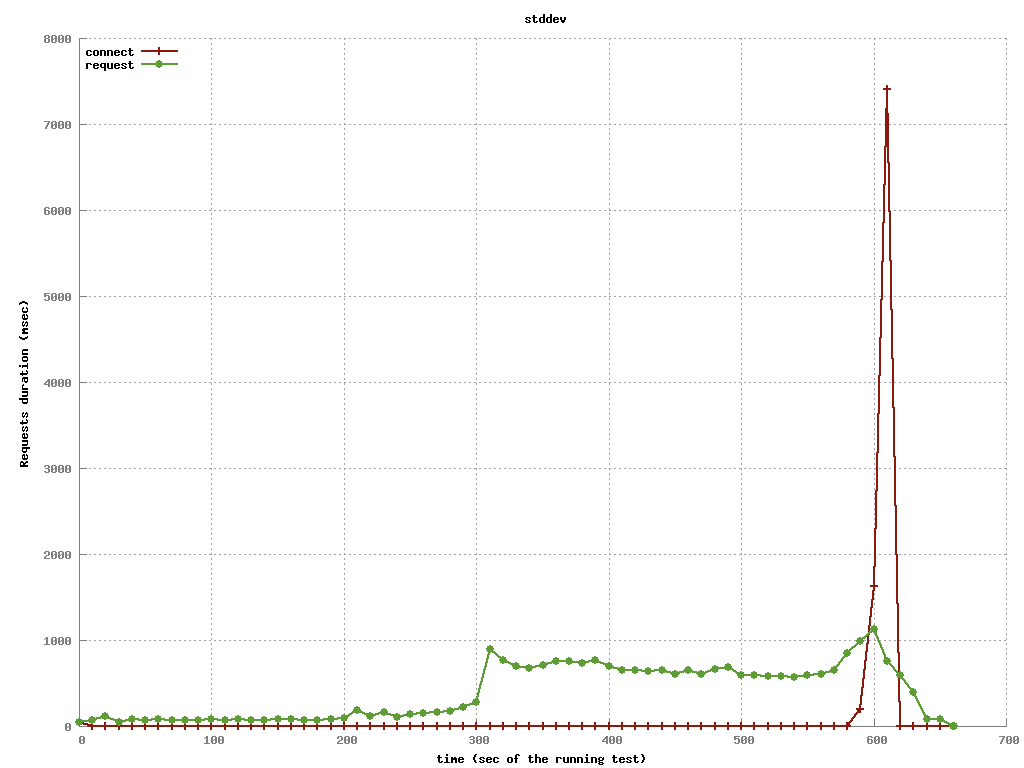 stddev
connect
request
8000
7000
6000
5000
4000
3000
2000
1000
0
Requests duration (msec)
0 100 200 300 400 500 600 700
time (sec of the running test)